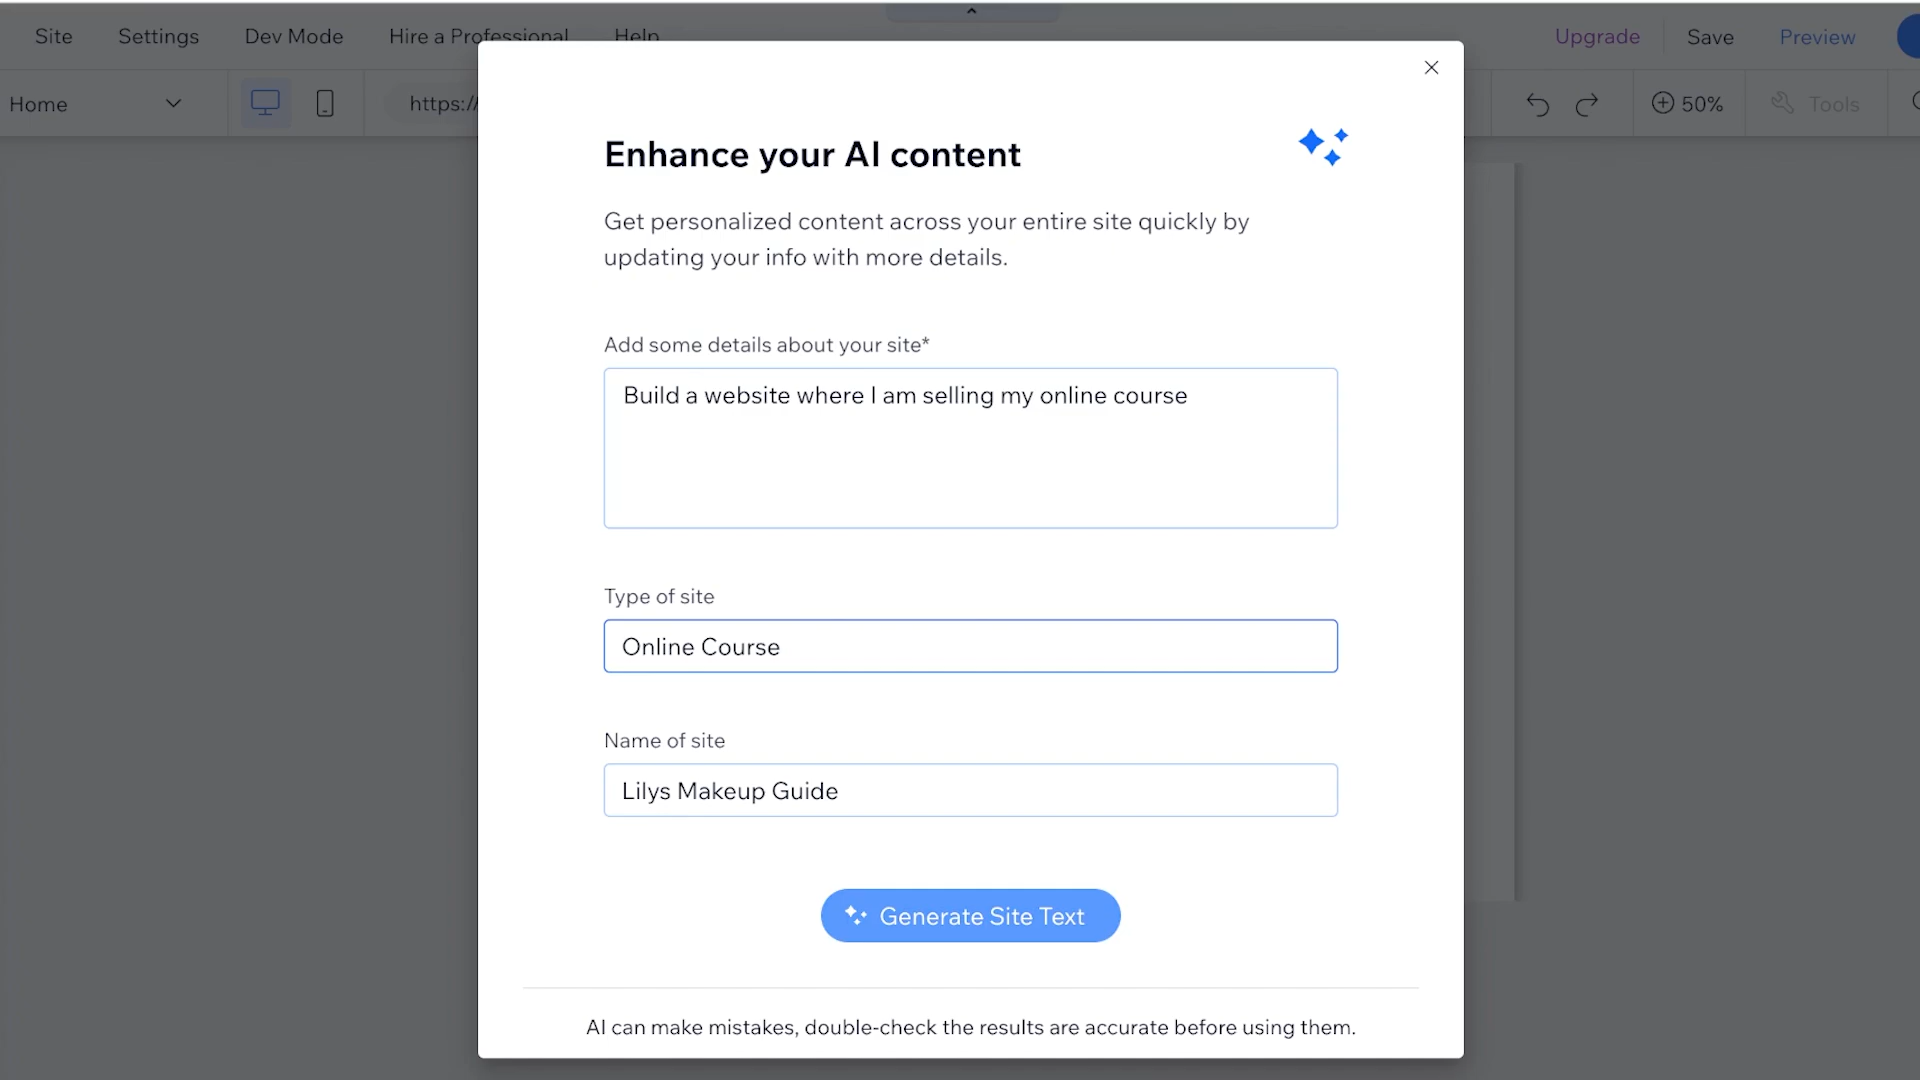 Site Settings Dev Mode Hire a Professional Help Upgrade Save Preview
Home https:/ 50% Tools
Enhance your AI content
Get personalized content across your entire site quickly by
updating your info with more details.
Add some details about your site*
Build a website where I am selling my online course
Type of site
Online Course
Name of site
Lilys Makeup Guide
Generate Site Text
AI can make mistakes, double-check the results are accurate before using them.